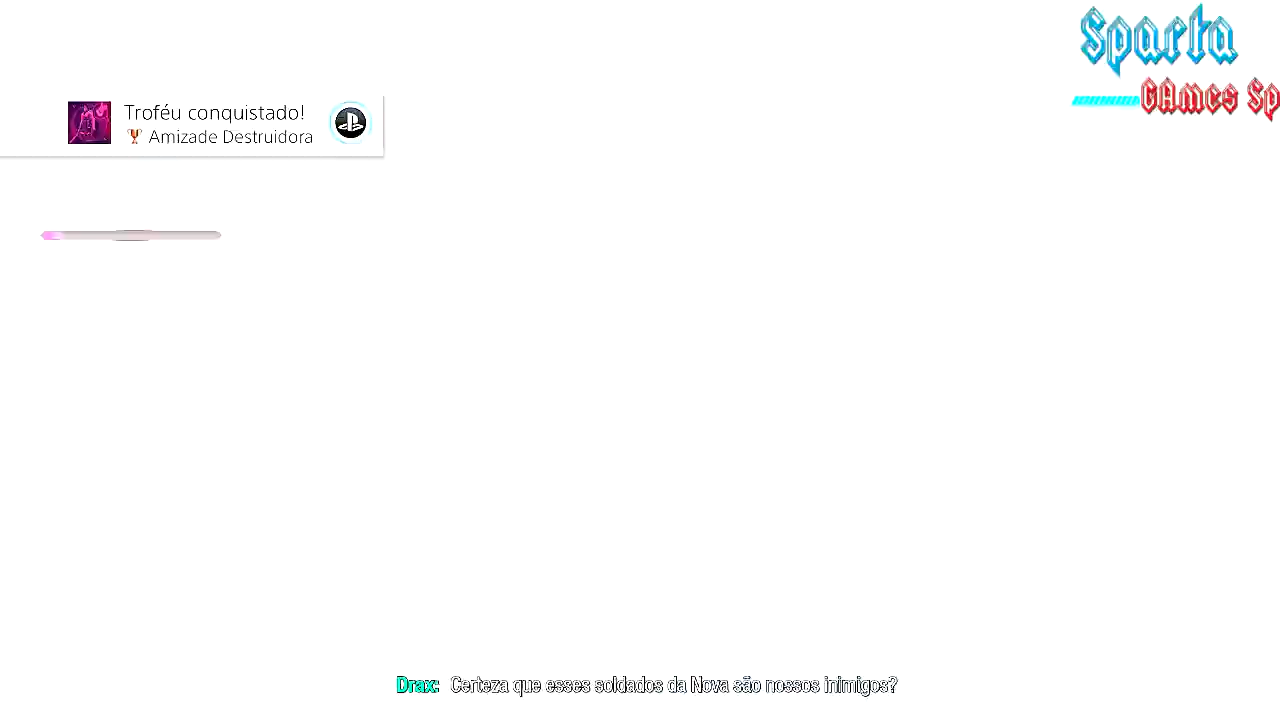 Sparta
GAmes Sp
Troféu conquistado!
Amizade Destruidora
Drax: Certeza que esses soldados da Nova são nossos inimigos?